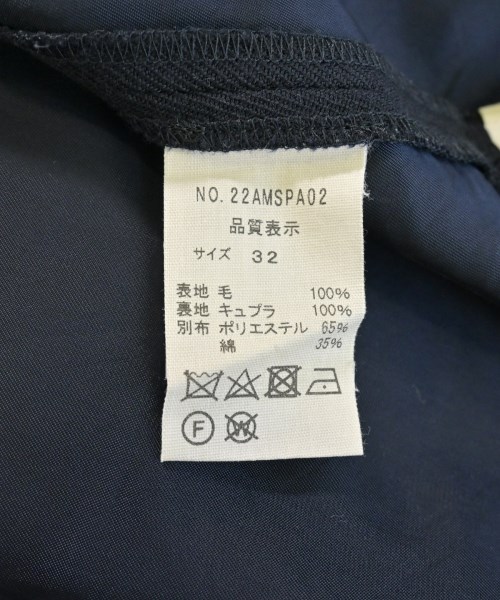 NO. 22AMSPA02
品質表示
サイズ 32
表地 毛 100%
裏地 キュプラ 100%
別布 ポリエステル 65%
綿 35%
F W